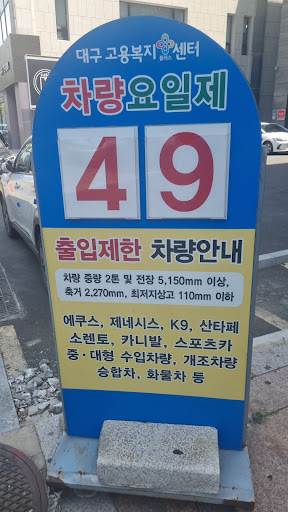 대구 고용복지플러스센터
차량요일제
4 9
출입제한 차량안내
차량 중량 2톤 및 전장 5,150mm 이상,
축거 2,270mm, 최저지상고 110mm 이하
에쿠스, 제네시스, K9, 산타페
소렌토, 카니발, 스포츠카
중·대형 수입차량, 개조차량
승합차, 화물차 등